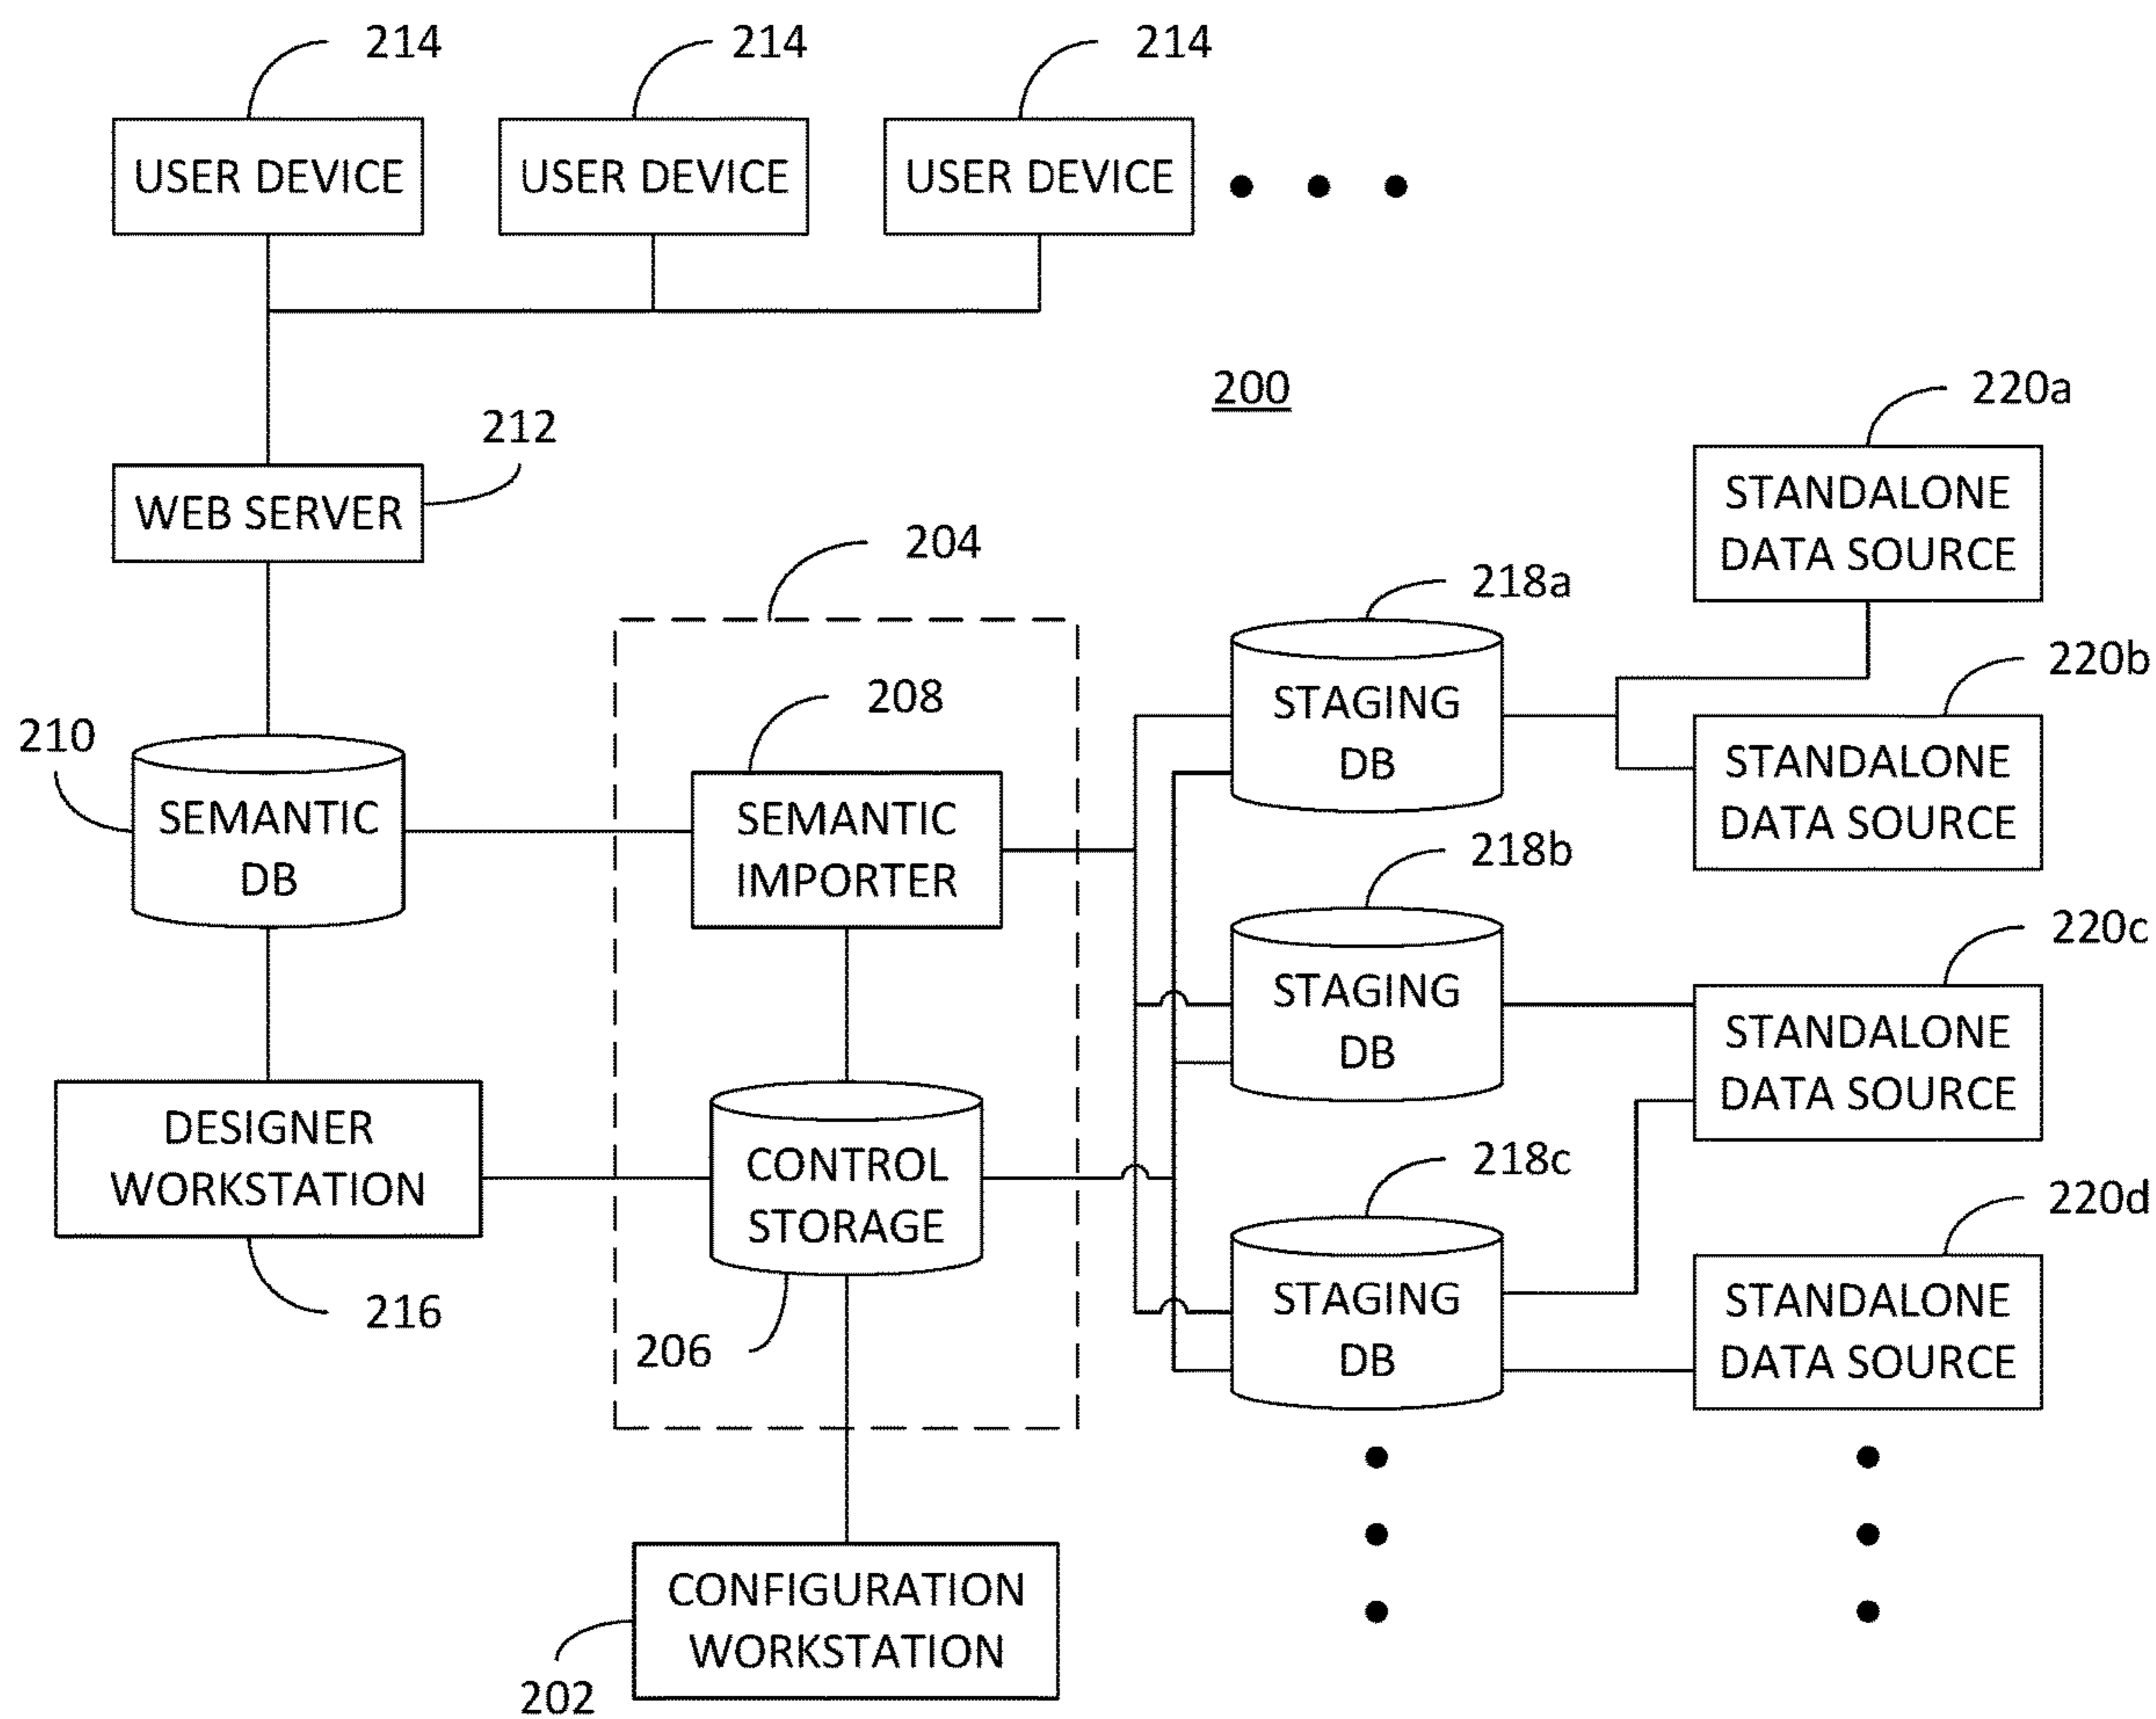 214
214
214
USER DEVICE
USER DEVICE
USER DEVICE
200
220a
212
WEB SERVER
STANDALONE
DATA SOURCE
204
218a
220b
208
STAGING
DB
210
STANDALONE
DATA SOURCE
SEMANTIC
DB
SEMANTIC
IMPORTER
218b
220c
STAGING
DB
STANDALONE
DATA SOURCE
DESIGNER
WORKSTATION
CONTROL
STORAGE
218c
220d
216
206
STAGING
DB
STANDALONE
DATA SOURCE
CONFIGURATION
WORKSTATION
202